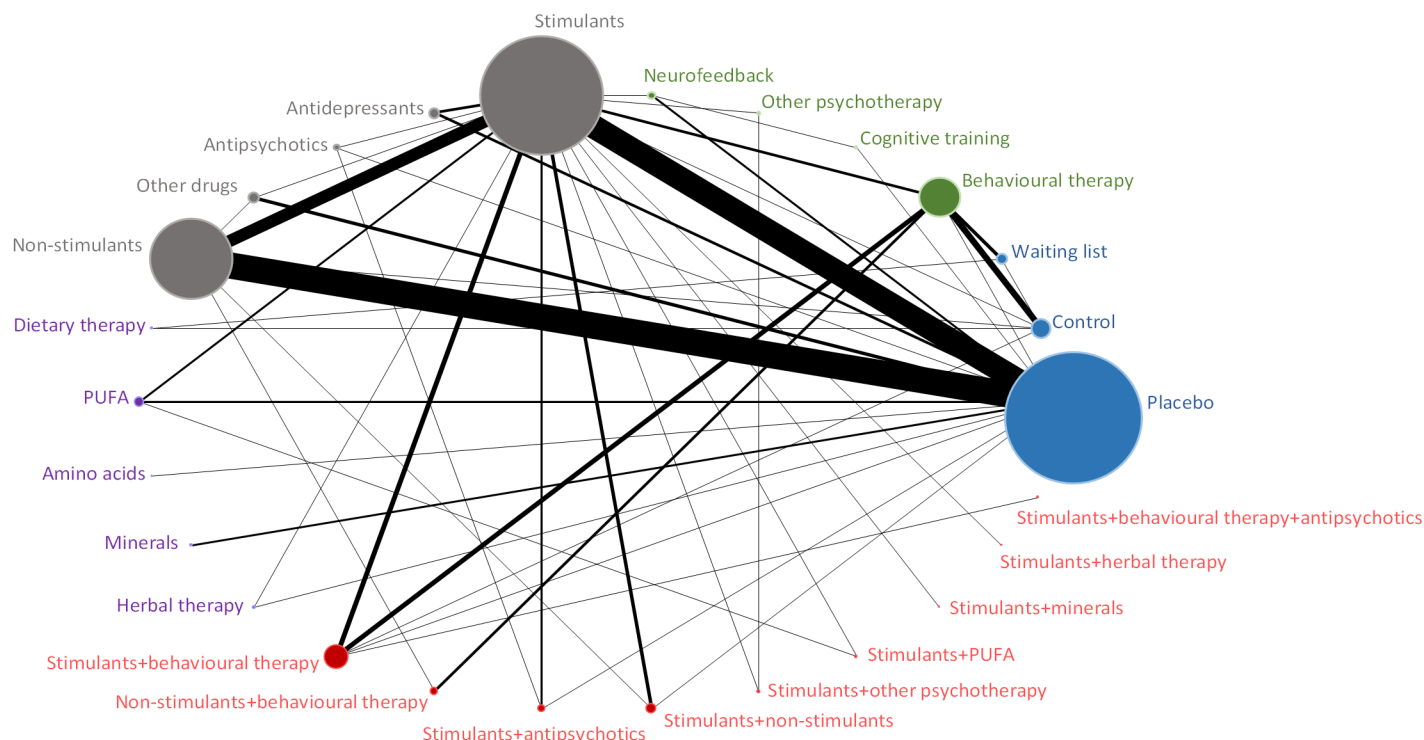 Stimulants
Neurofeedback
Other psychotherapy
Antidepressants
Cognitive training
Antipsychotics
Behavioural therapy
Other drugs
Non-stimulants
Waiting list
Dietary therapy
Control
PUFA
Placebo
Amino acids
Stimulants+behavioural therapy+antipsychotics
Minerals
Stimulants+herbal therapy
Herbal therapy
Stimulants+minerals
Stimulants+behavioural therapy
Stimulants+PUFA
Non-stimulants+behavioural therapy
Stimulants+other psychotherapy
Stimulants+antipsychotics
Stimulants+non-stimulants